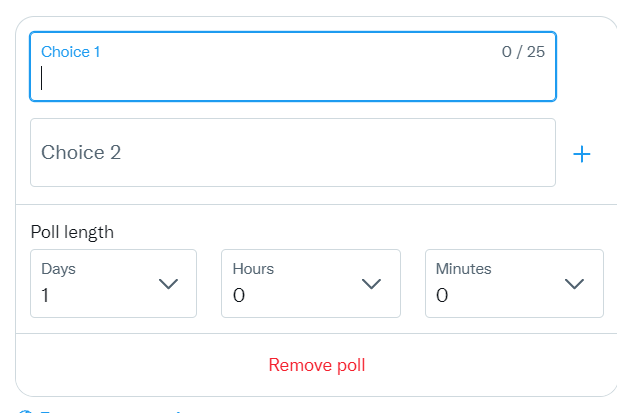 Choice 1 0 / 25
Choice 2
Poll length
Days Hours Minutes
1 0 0
Remove poll